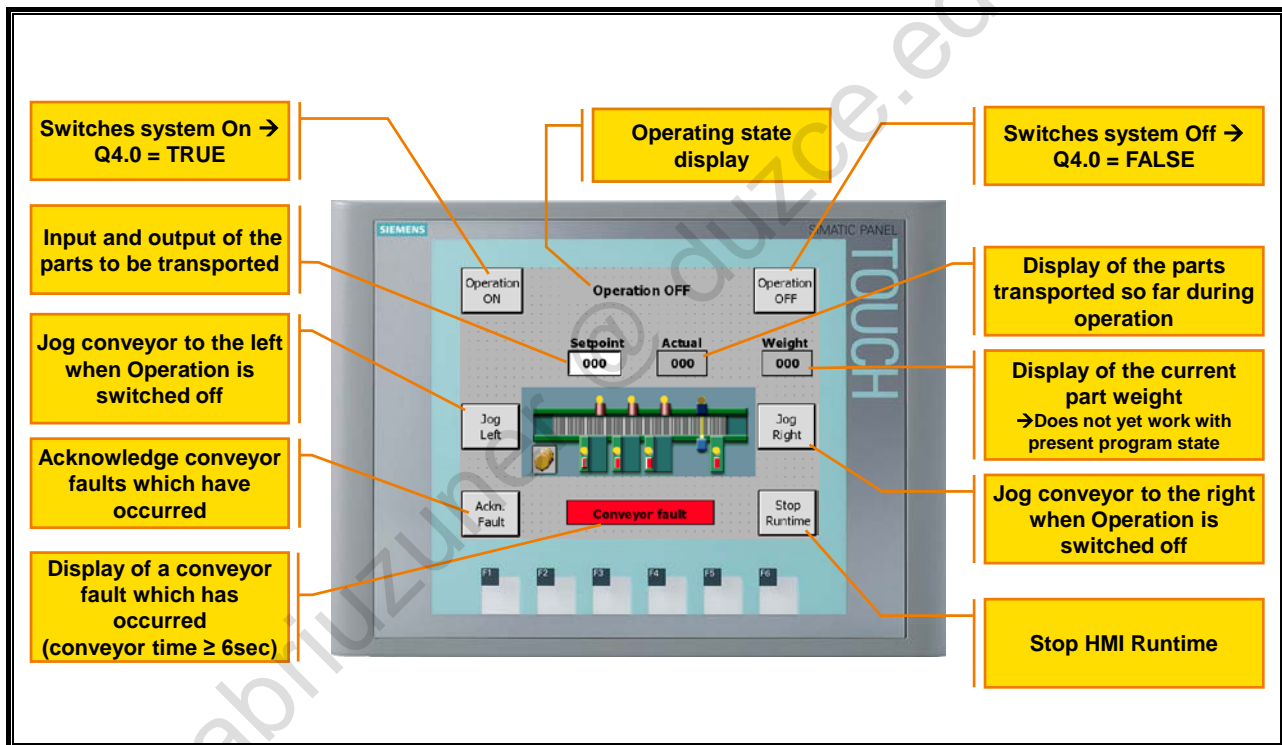 Switches system On →
Q4.0 = TRUE
Operating state
display
Switches system Off →
Q4.0 = FALSE
Input and output of the
parts to be transported
Jog conveyor to the left
when Operation is
switched off
Acknowledge conveyor
faults which have
occurred
Display of a conveyor
fault which has
occurred
(conveyor time ≥ 6sec)
SIEMENS
SIMATIC PANEL
TOUCH
Operation
ON
Operation OFF
Operation
OFF
Setpoint
Actual
Weight
000
000
000
Jog
Left
Jog
Right
Ackn.
Fault
Conveyor fault
Stop
Runtime
F1
F2
F3
F4
F5
F6
Display of the parts
transported so far during
operation
Display of the current
part weight
→Does not yet work with
present program state
Jog conveyor to the right
when Operation is
switched off
Stop HMI Runtime
abriuzuner @ duzce.ed